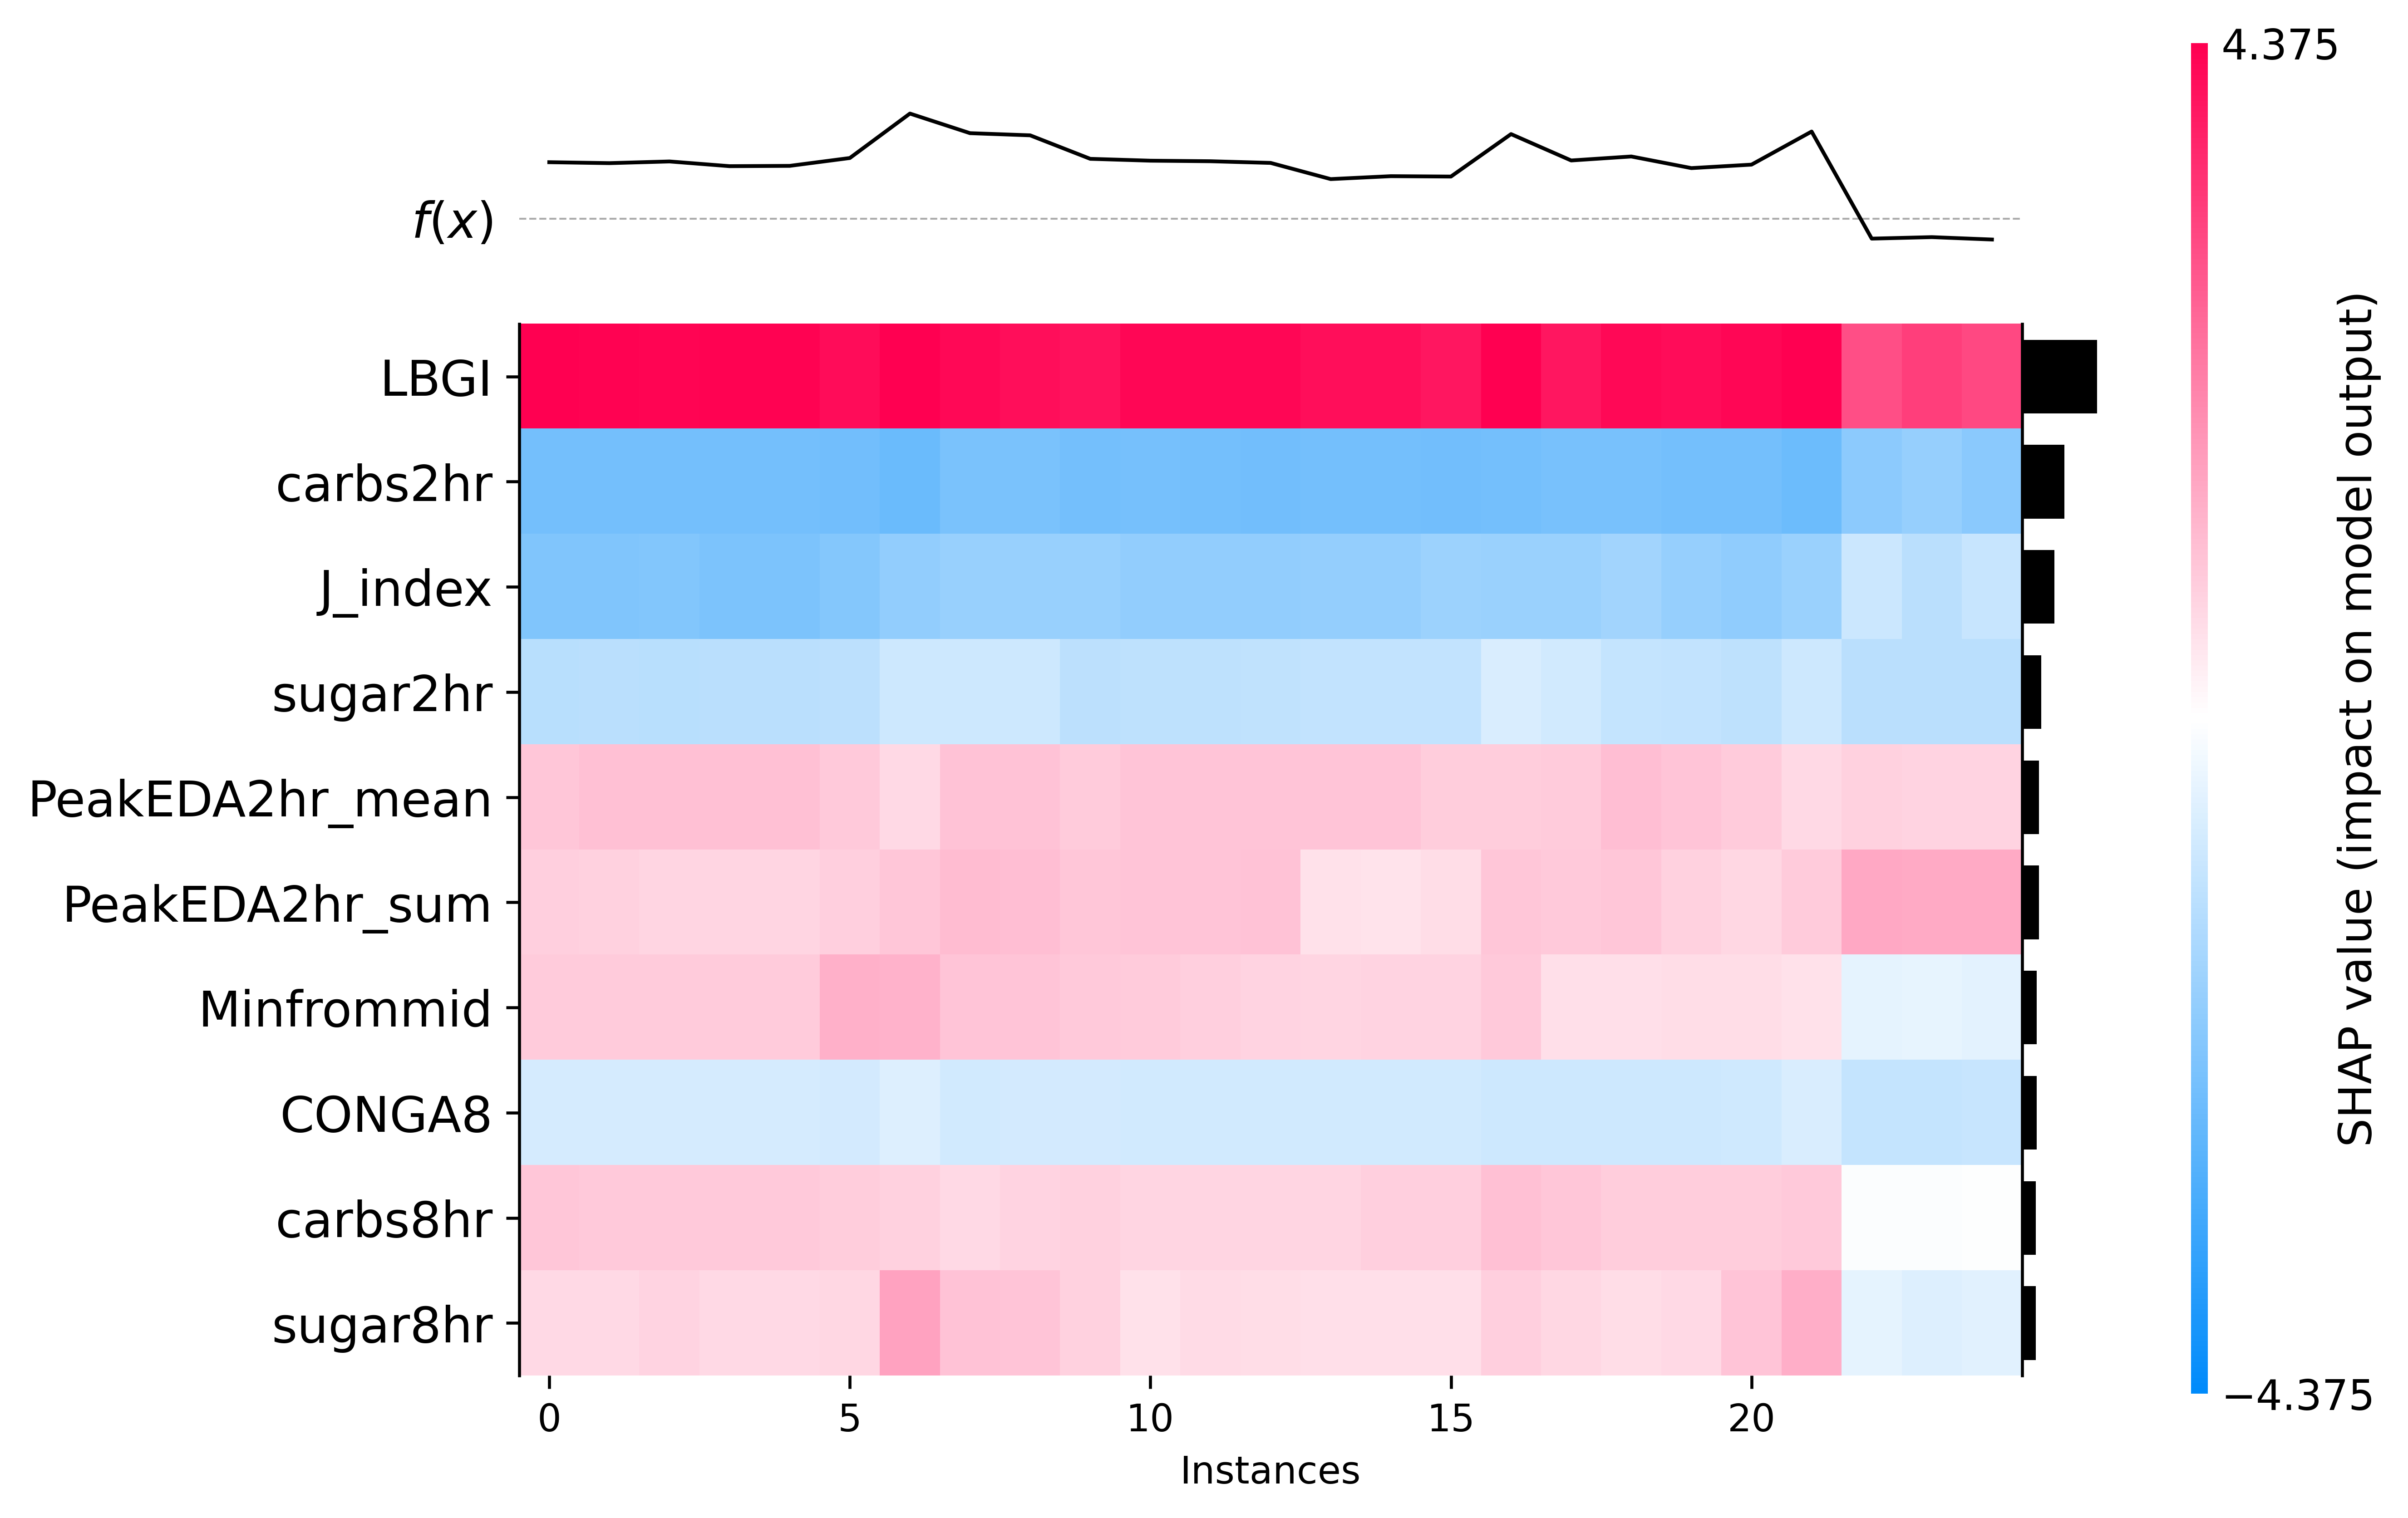 4.375
f(x)
LBGI
carbs2hr
J_index
sugar2hr
PeakEDA2hr_mean
PeakEDA2hr_sum
Minfrommid
CONGA8
carbs8hr
sugar8hr
0 5 10 15 20
Instances
SHAP value (impact on model output)
−4.375